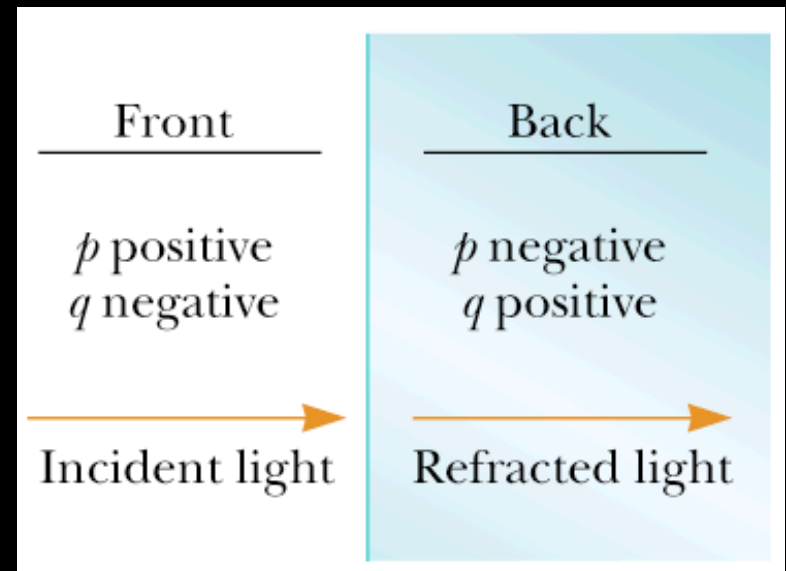 Front
p positive
q negative
Incident light
Back
p negative
q positive
Refracted light